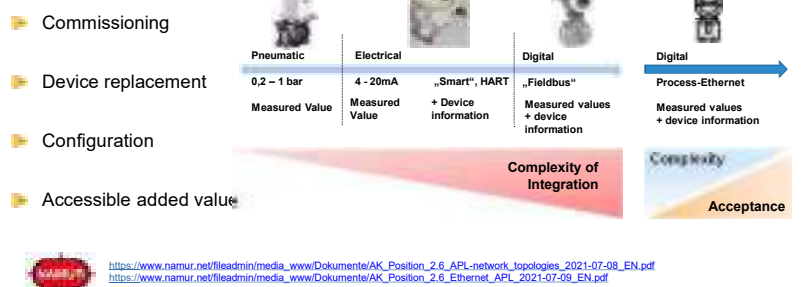 Commissioning
Device replacement
Configuration
Accessible added value
Pneumatic
Electrical
Digital
Digital
0,2 – 1 bar
4 - 20mA
„Smart“, HART
„Fieldbus“
Process-Ethernet
Measured Value
Measured
Value
+ Device
information
Measured values
+ device
information
Measured values
+ device information
Complexity of
Integration
Complexity
Acceptance
NAMUR
https://www.namur.net/fileadmin/media_www/Dokumente/AK_Position_2.6_APL-network_topologies_2021-07-08_EN.pdf
https://www.namur.net/fileadmin/media_www/Dokumente/AK_Position_2.6_Ethernet_APL_2021-07-09_EN.pdf